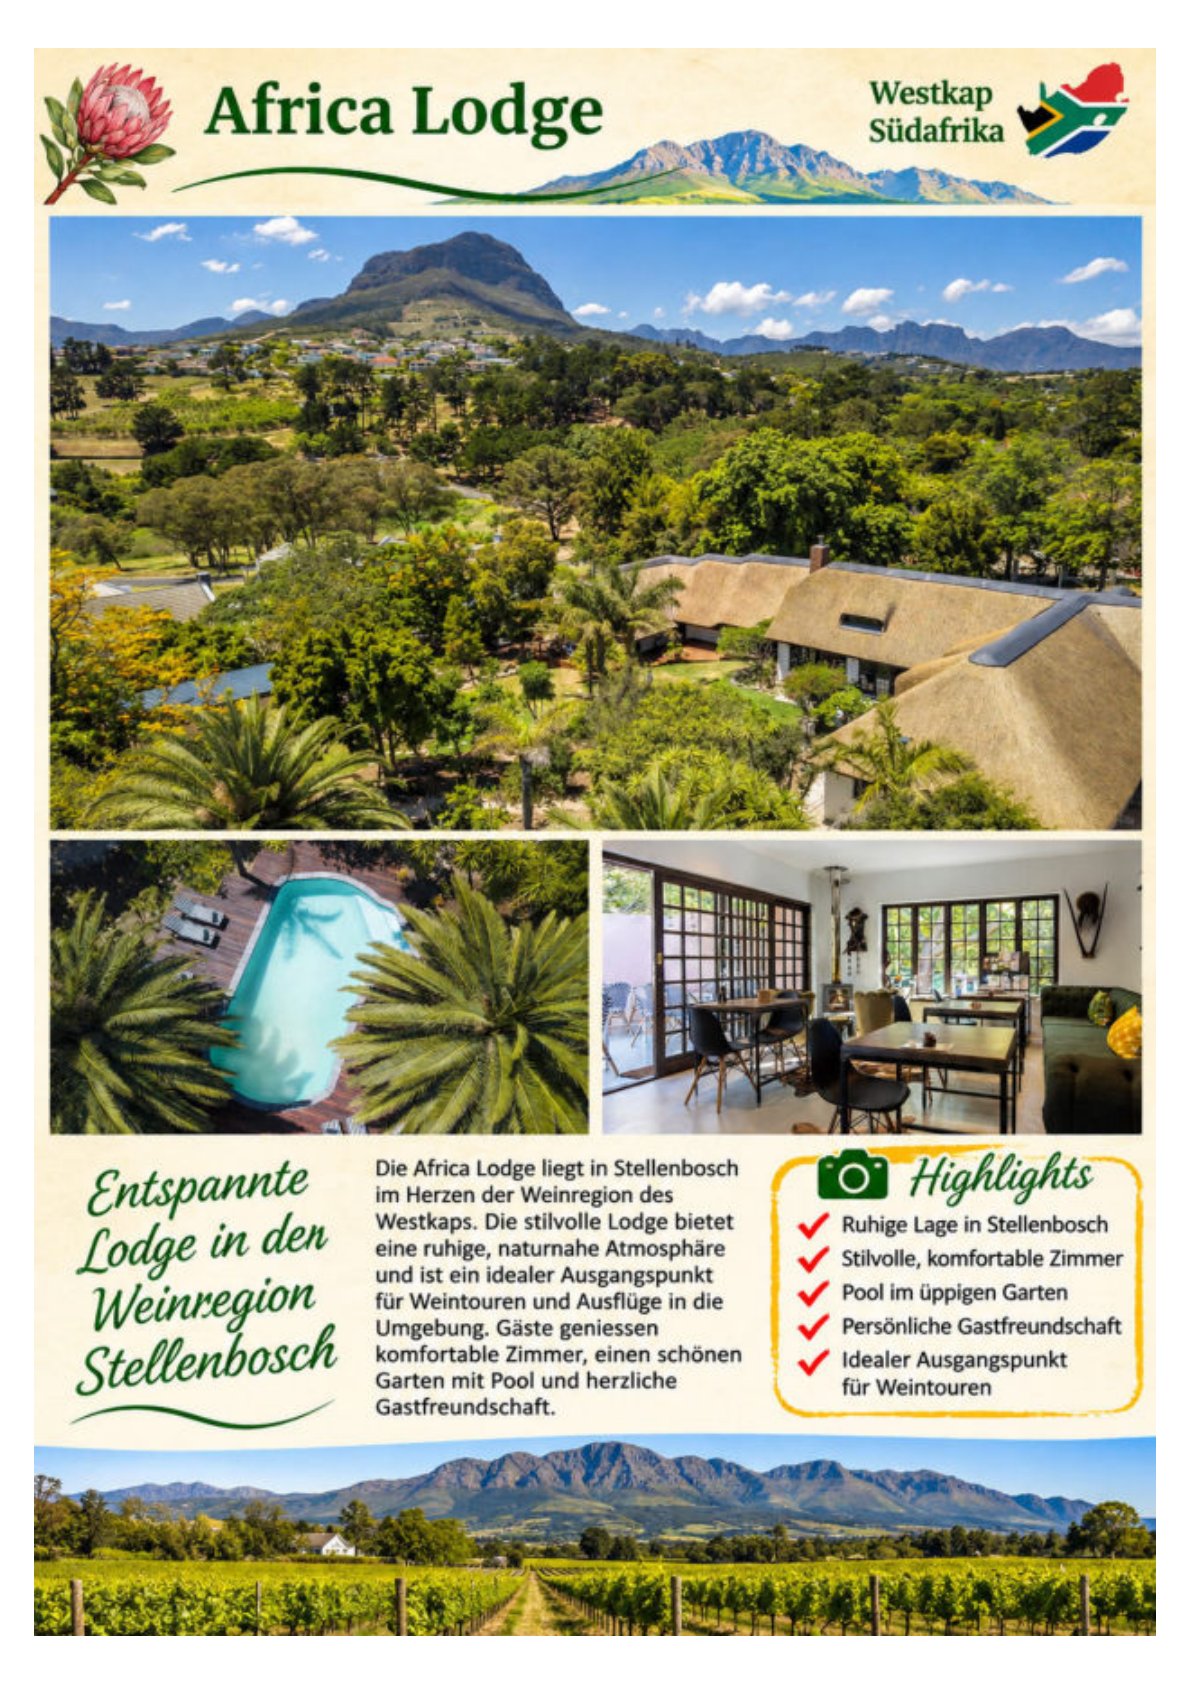 Africa Lodge
Westkap
Südafrika
Entspannte
Lodge in den
Weinregion
Stellenbosch
Die Africa Lodge liegt in Stellenbosch
im Herzen der Weinregion des
Westkaps. Die stilvolle Lodge bietet
eine ruhige, naturnahe Atmosphäre
und ist ein idealer Ausgangspunkt
für Weintouren und Ausflüge in die
Umgebung. Gäste geniessen
komfortable Zimmer, einen schönen
Garten mit Pool und herzliche
Gastfreundschaft.
Highlights
Ruhige Lage in Stellenbosch
Stilvolle, komfortable Zimmer
Pool im üppigen Garten
Persönliche Gastfreundschaft
Idealer Ausgangspunkt
für Weintouren